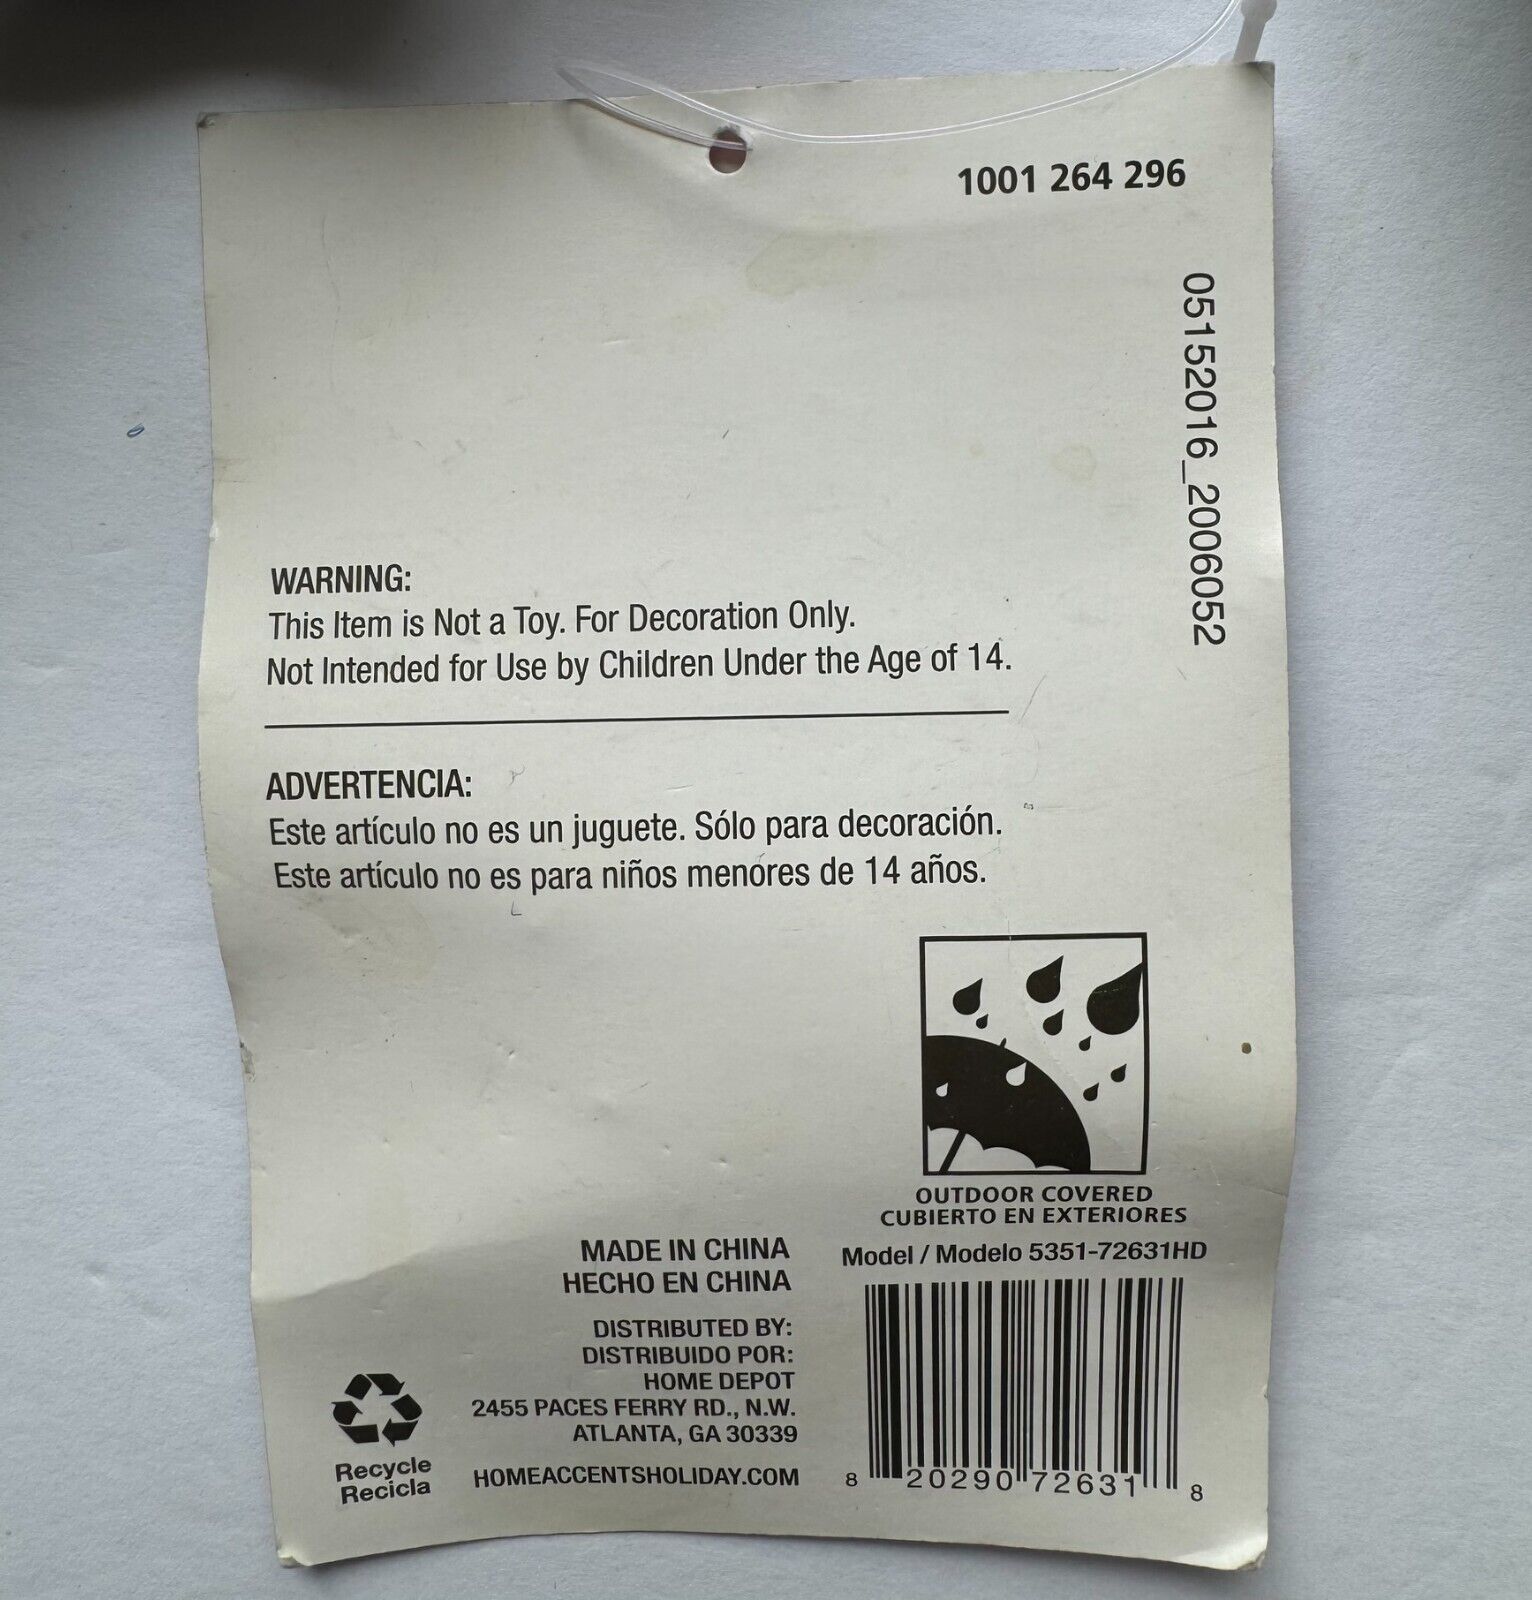 1001 264 296
05152016_2006052
WARNING:
This Item is Not a Toy. For Decoration Only.
Not Intended for Use by Children Under the Age of 14.
ADVERTENCIA:
Este artículo no es un juguete. Sólo para decoración.
Este artículo no es para niños menores de 14 años.
OUTDOOR COVERED
CUBIERTO EN EXTERIORES
Model / Modelo 5351-72631HD
MADE IN CHINA
HECHO EN CHINA
DISTRIBUTED BY:
DISTRIBUIDO POR:
HOME DEPOT
2455 PACES FERRY RD., N.W.
ATLANTA, GA 30339
HOMEACCENTSHOLIDAY.COM
Recycle
Recicla
8 20290 72631 8